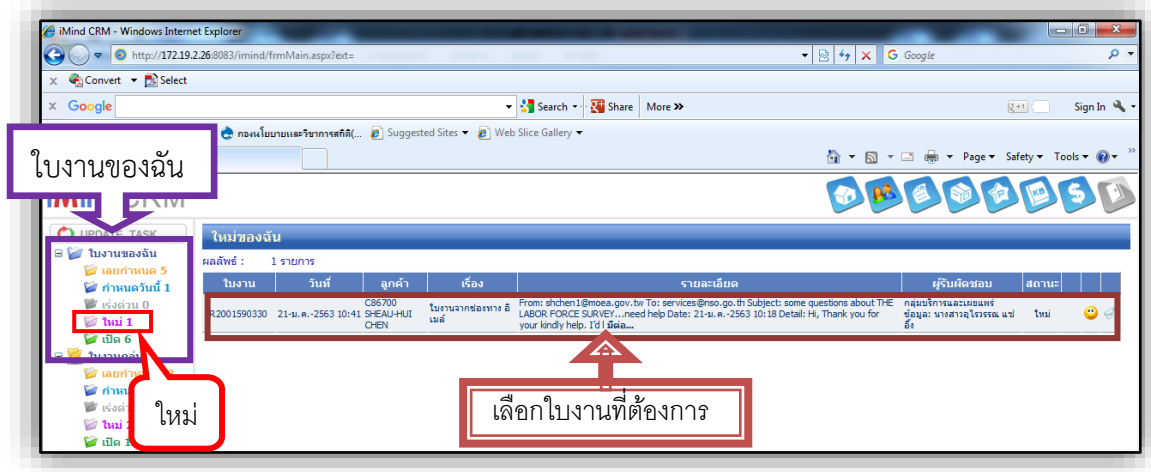 iMind CRM - Windows Internet Explorer
http://172.19.2.26:8083/imind/frmMain.aspx?ext=
Google
x Convert Select
x Google Search Share More >> +1 Sign In
กองนโยบายและวิชาการสถิติ(... Suggested Sites Web Slice Gallery
Page Safety Tools
ใบงานของฉัน
iMind CRM
UPDATE TASK
ใหม่ของฉัน
ใบงานของฉัน
เลยกำหนด 5
กำหนดวันนี้ 1
เร่งด่วน 0
ใหม่ 1
เปิด 6
ผลลัพธ์ : 1 รายการ
ใบงาน วันที่ ลูกค้า เรื่อง รายละเอียด ผู้รับผิดชอบ สถานะ
R2001590330 21-ม.ค.-2563 10:41 C86700 SHEAU-HUI CHEN ใบงานจากช่องทาง อีเมล์
From: shchen1@moea.gov.tw To: services@nso.go.th Subject: some questions about THE
LABOR FORCE SURVEY...need help Date: 21-ม.ค.-2563 10:18 Detail: Hi, Thank you for
your kindly help. I'd l มีต่อ...
กลุ่มบริการและเผยแพร่
ข้อมูล: นางสาวอุไรวรรณ แซ่
อึ้ง
ใหม่
ใหม่
เลือกใบงานที่ต้องการ